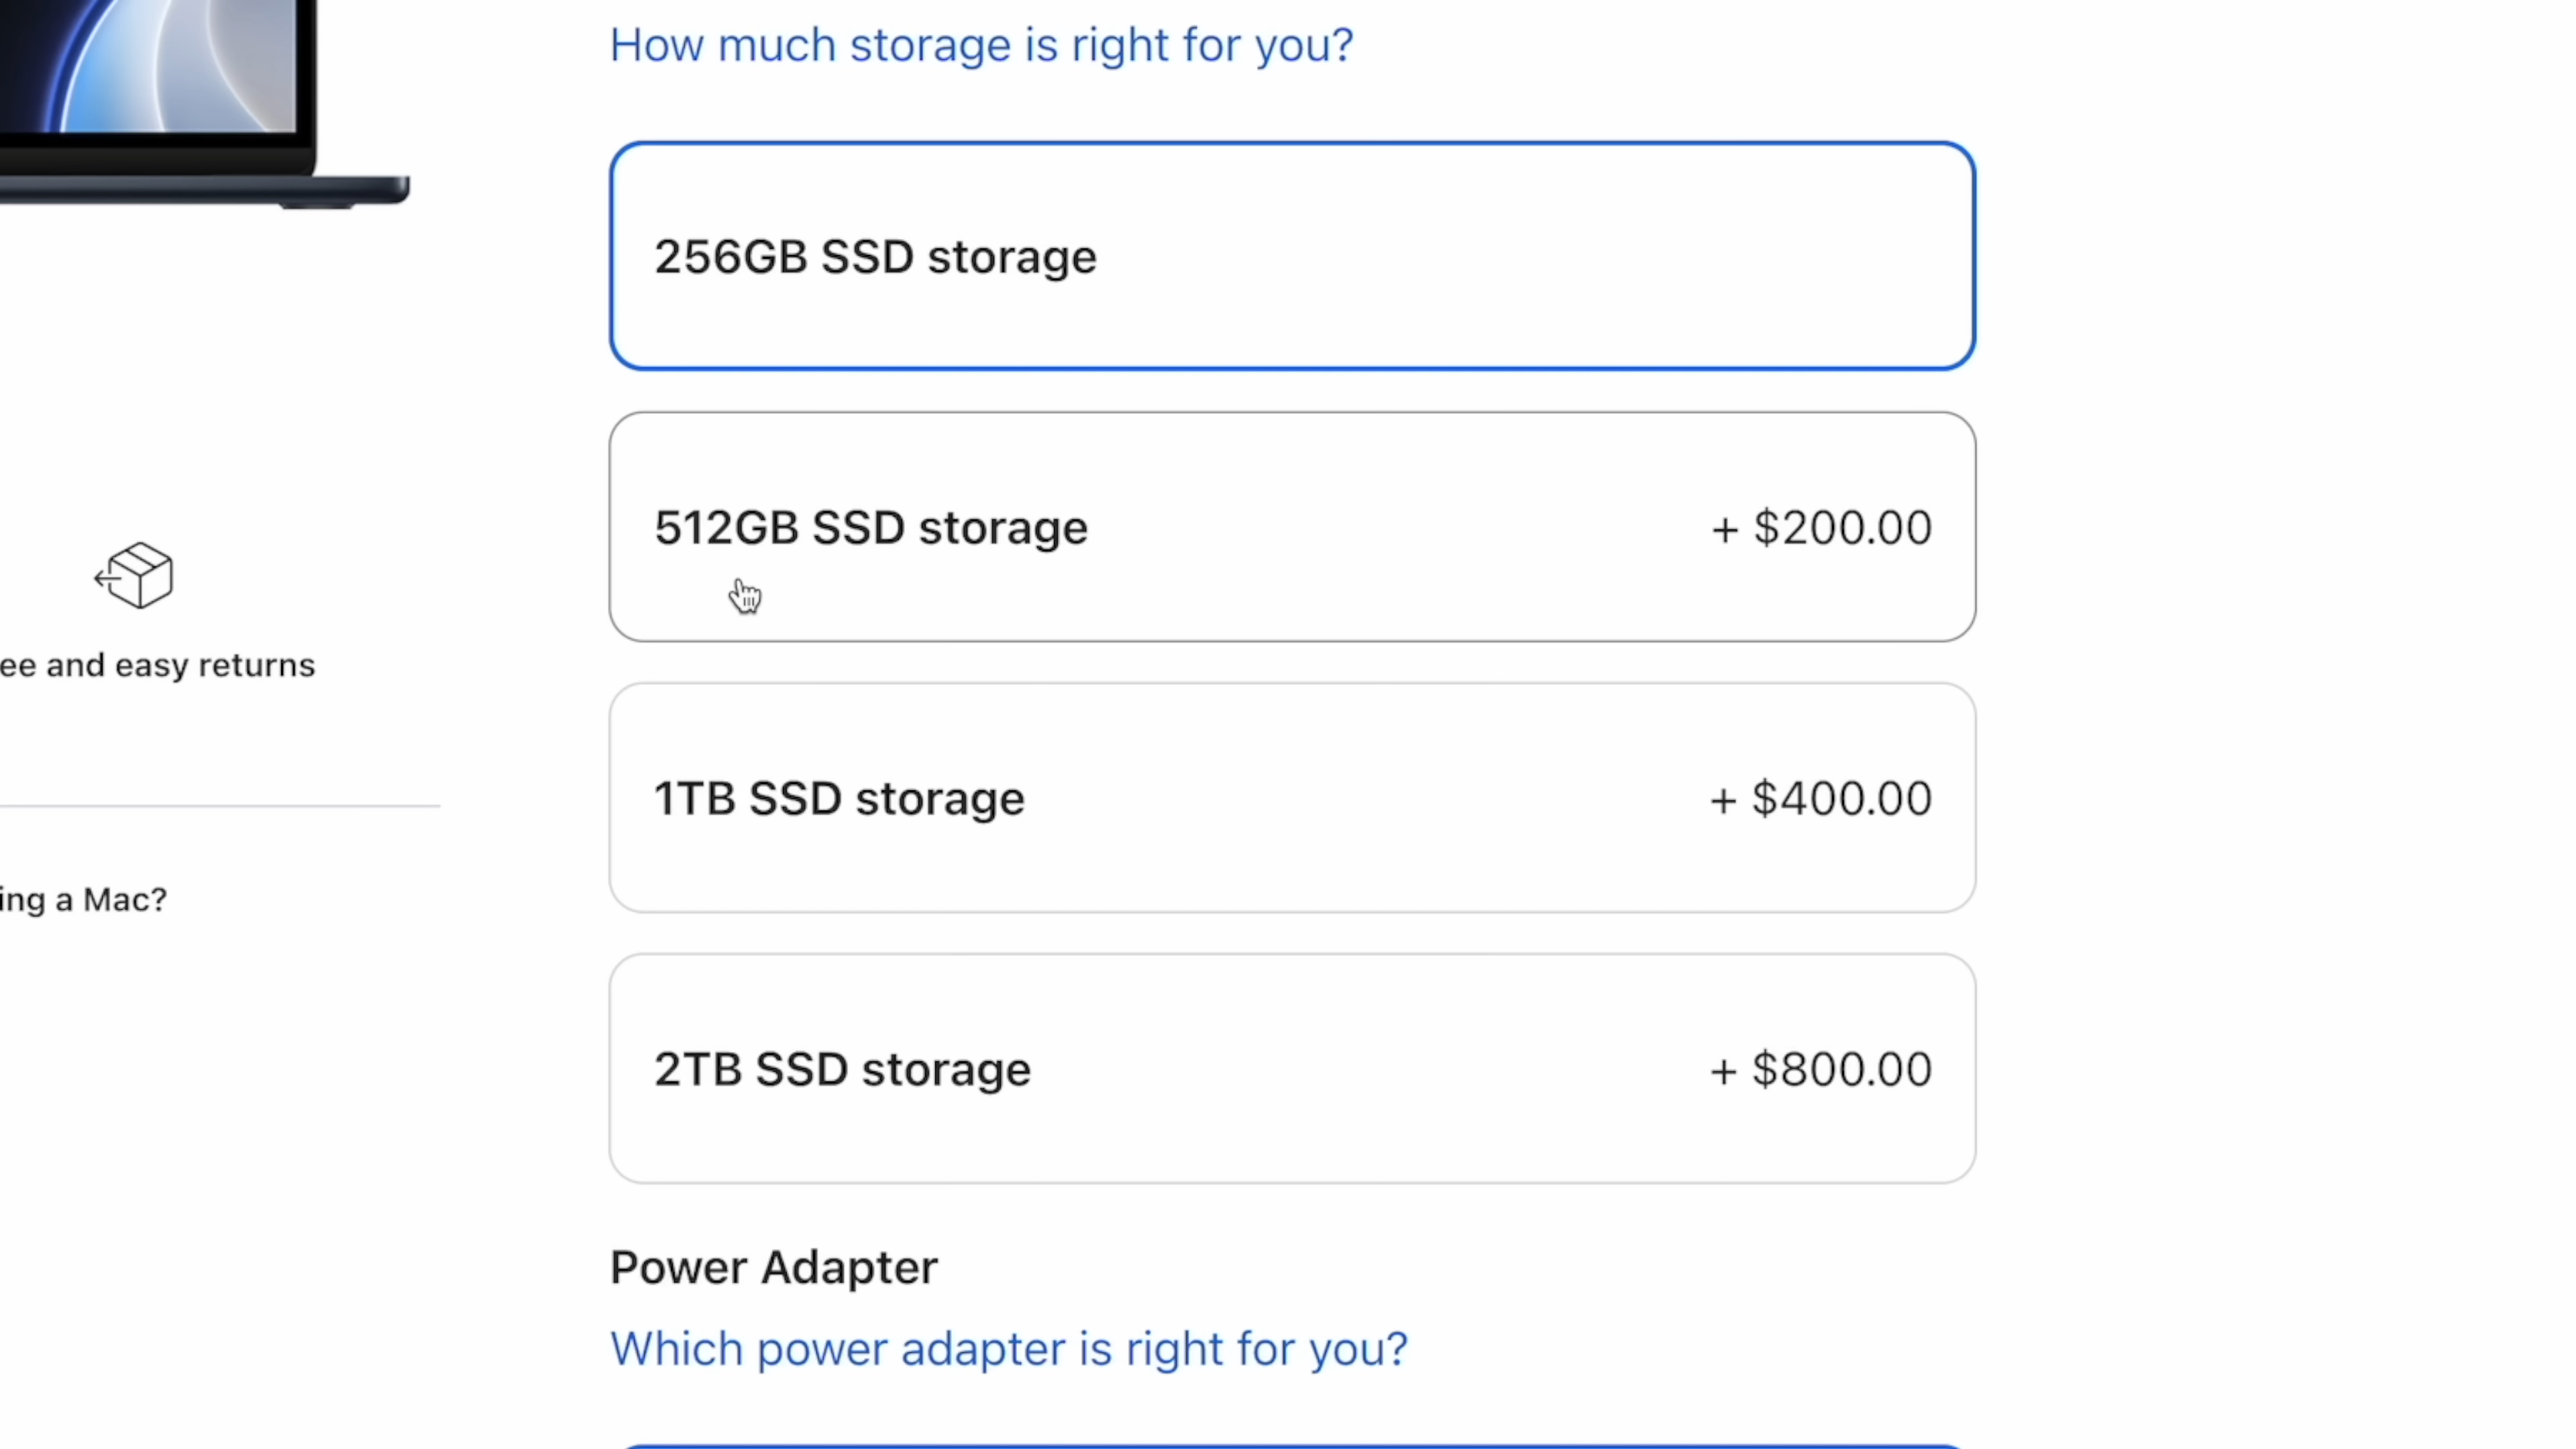 How much storage is right for you?
256GB SSD storage
512GB SSD storage + $200.00
ee and easy returns
1TB SSD storage + $400.00
ing a Mac?
2TB SSD storage + $800.00
Power Adapter
Which power adapter is right for you?